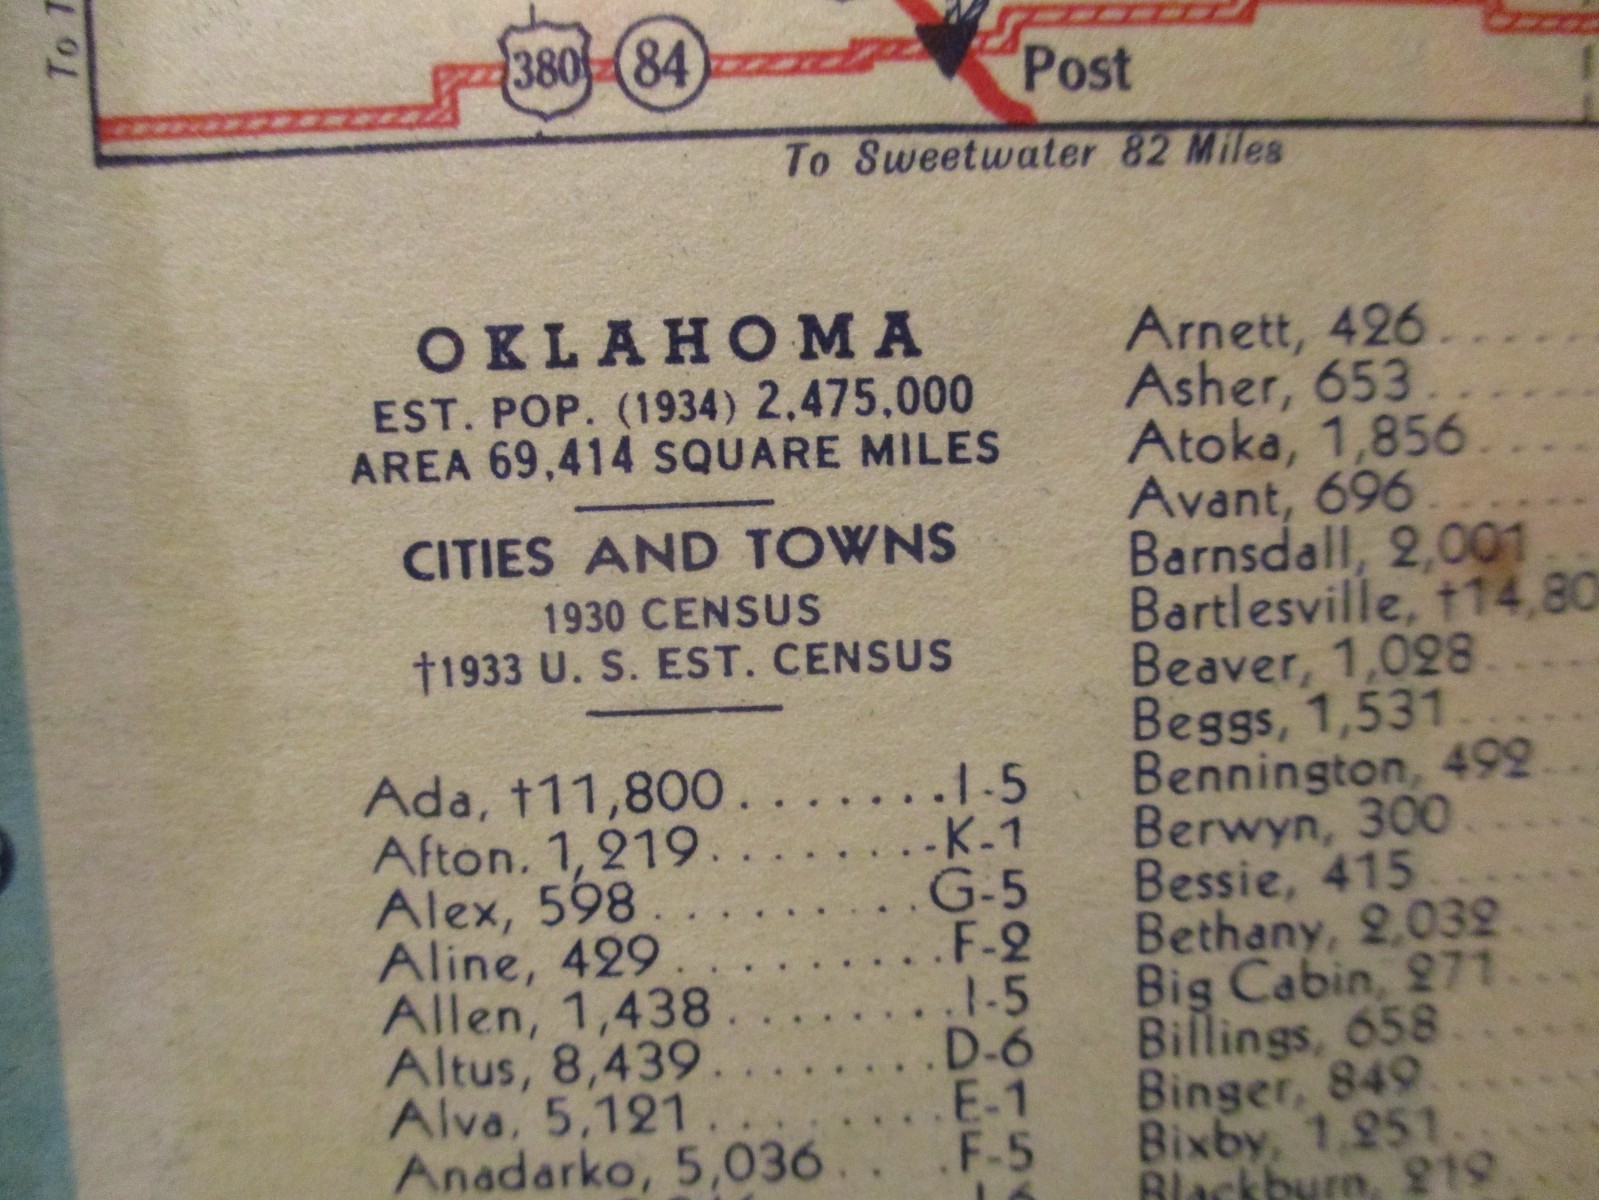 To
380 84 Post
To Sweetwater 82 Miles
OKLAHOMA
EST. POP. (1934) 2,475,000
AREA 69,414 SQUARE MILES
CITIES AND TOWNS
1930 CENSUS
†1933 U. S. EST. CENSUS
Ada, †11,800........I-5
Afton. 1,219.........K-1
Alex, 598..........G-5
Aline, 429..........F-2
Allen, 1,438.........I-5
Altus, 8,439.........D-6
Alva, 5,121.........E-1
Anadarko, 5,036.. .F-5
Arnett, 426
Asher, 653
Atoka, 1,856
Avant, 696
Barnsdall, 2,001
Bartlesville, †14,80
Beaver, 1,028
Beggs, 1,531
Bennington, 492
Berwyn, 300
Bessie, 415
Bethany, 2,032
Big Cabin, 271
Billings, 658
Binger, 849
Bixby, 1,251
Blackburn, 212